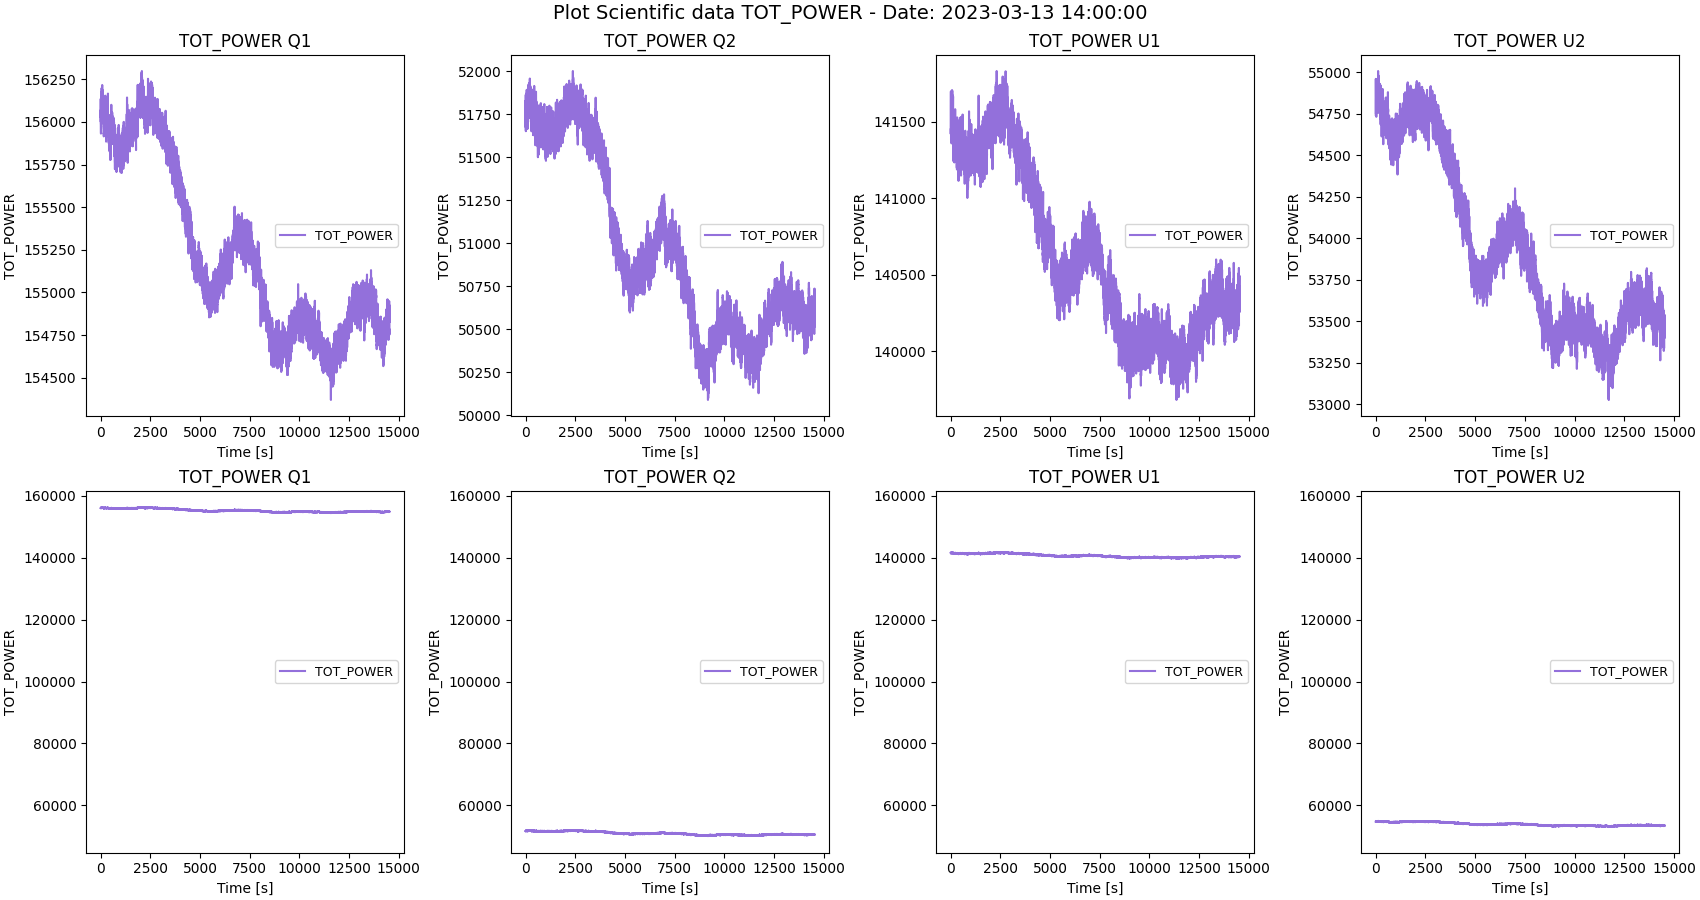 Plot Scientific data TOT_POWER - Date: 2023-03-13 14:00:00
TOT_POWER Q1
TOT_POWER
156250
156000
155750
155500
155250
155000
154750
154500
TOT_POWER
0 2500 5000 7500 10000 12500 15000
Time [s]
TOT_POWER Q2
TOT_POWER
52000
51750
51500
51250
51000
50750
50500
50250
50000
TOT_POWER
0 2500 5000 7500 10000 12500 15000
Time [s]
TOT_POWER U1
TOT_POWER
141500
141000
140500
140000
TOT_POWER
0 2500 5000 7500 10000 12500 15000
Time [s]
TOT_POWER U2
TOT_POWER
55000
54750
54500
54250
54000
53750
53500
53250
53000
TOT_POWER
0 2500 5000 7500 10000 12500 15000
Time [s]
TOT_POWER Q1
TOT_POWER
160000
140000
120000
100000
80000
60000
TOT_POWER
0 2500 5000 7500 10000 12500 15000
Time [s]
TOT_POWER Q2
TOT_POWER
160000
140000
120000
100000
80000
60000
TOT_POWER
0 2500 5000 7500 10000 12500 15000
Time [s]
TOT_POWER U1
TOT_POWER
160000
140000
120000
100000
80000
60000
TOT_POWER
0 2500 5000 7500 10000 12500 15000
Time [s]
TOT_POWER U2
TOT_POWER
160000
140000
120000
100000
80000
60000
TOT_POWER
0 2500 5000 7500 10000 12500 15000
Time [s]